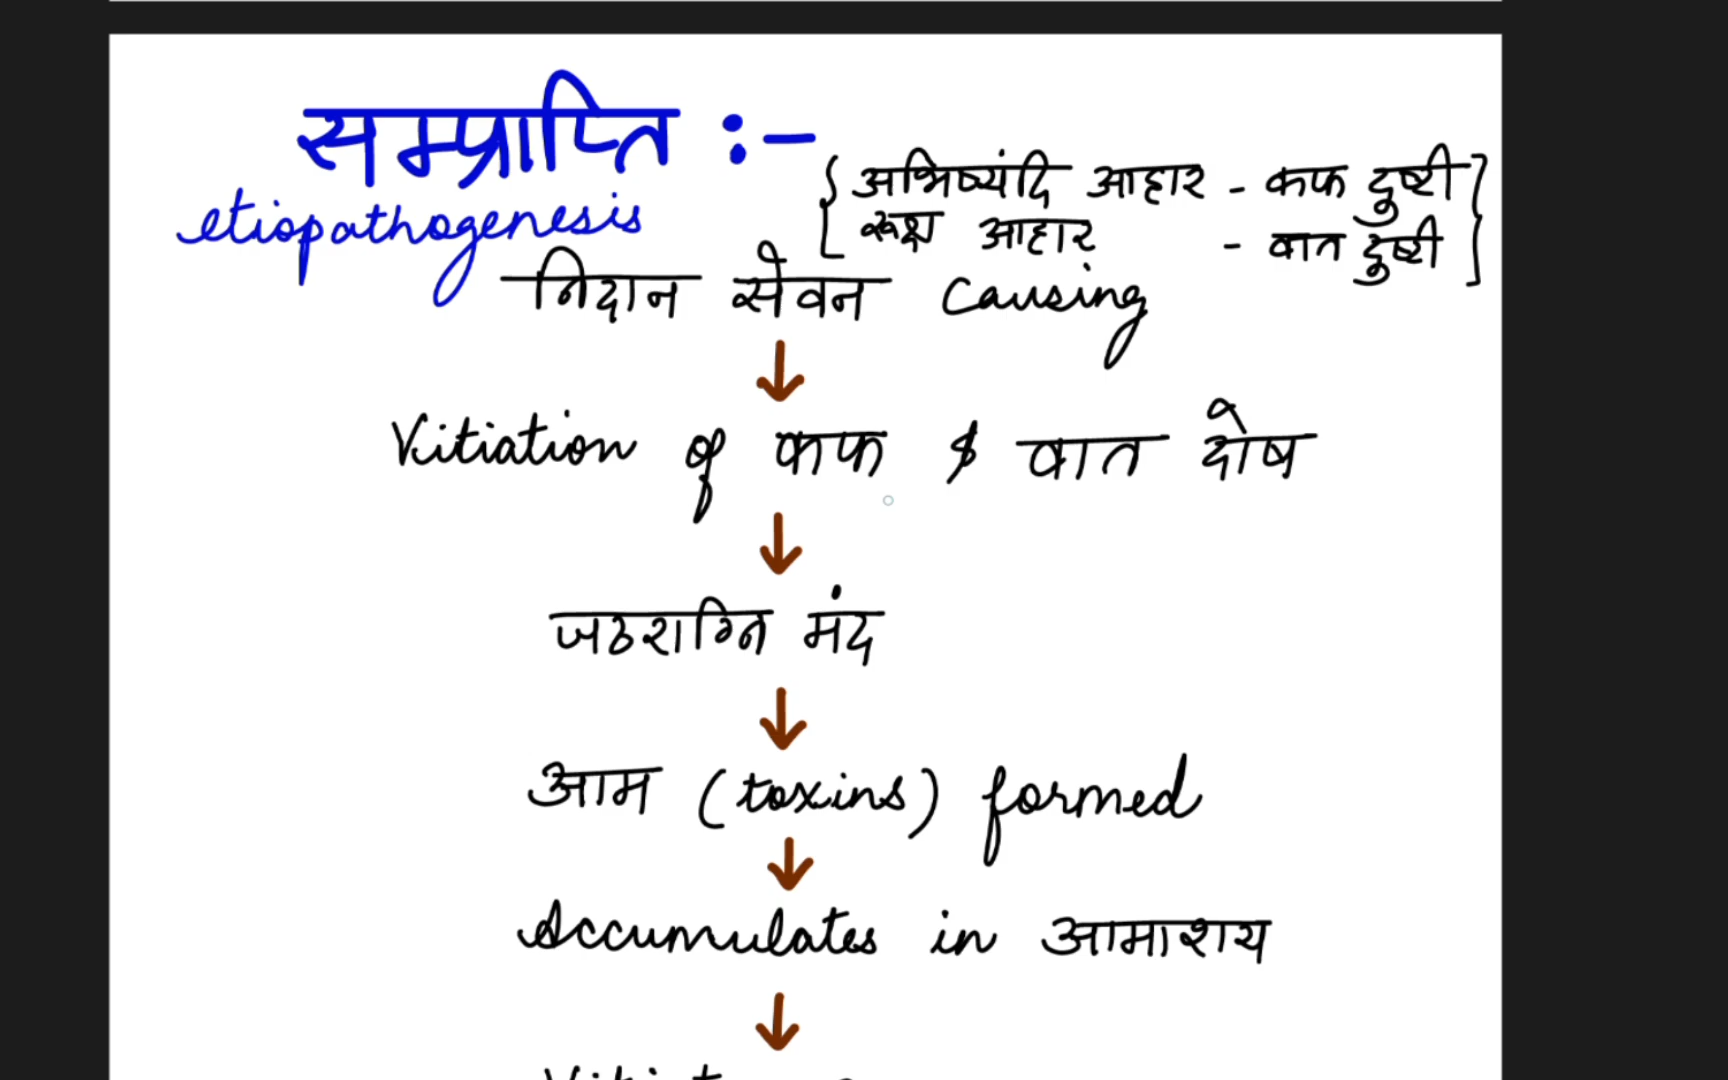 सम्प्राप्ति :-
etiopathogenesis
{अभिष्यंदि आहार - कफ दुष्टी
रूक्ष आहार - वात दुष्टी}
निदान सेवन causing
↓
Vitiation of कफ & वात दोष
↓
जठराग्नि मंद
↓
आम (toxins) formed
↓
Accumulates in आमाशय
↓